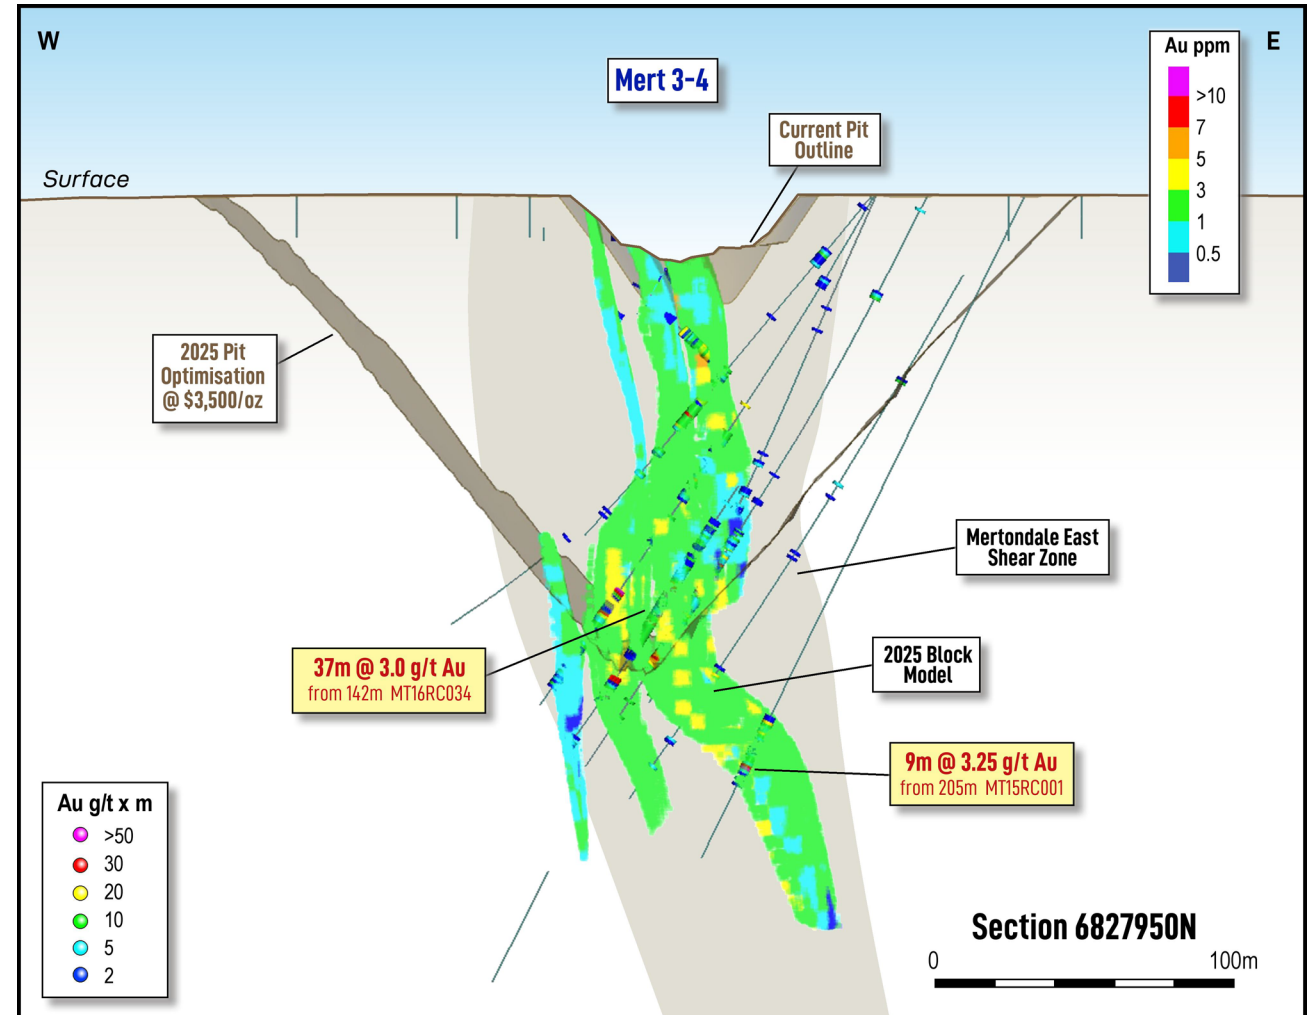 W
E
Mert 3-4
Au ppm
>10
7
5
3
1
0.5
Current Pit
Outline
Surface
2025 Pit
Optimisation
@ $3,500/oz
Mertondale East
Shear Zone
37m @ 3.0 g/t Au
from 142m MT16RC034
2025 Block
Model
9m @ 3.25 g/t Au
from 205m MT15RC001
Au g/t x m
>50
30
20
10
5
2
Section 6827950N
0
100m